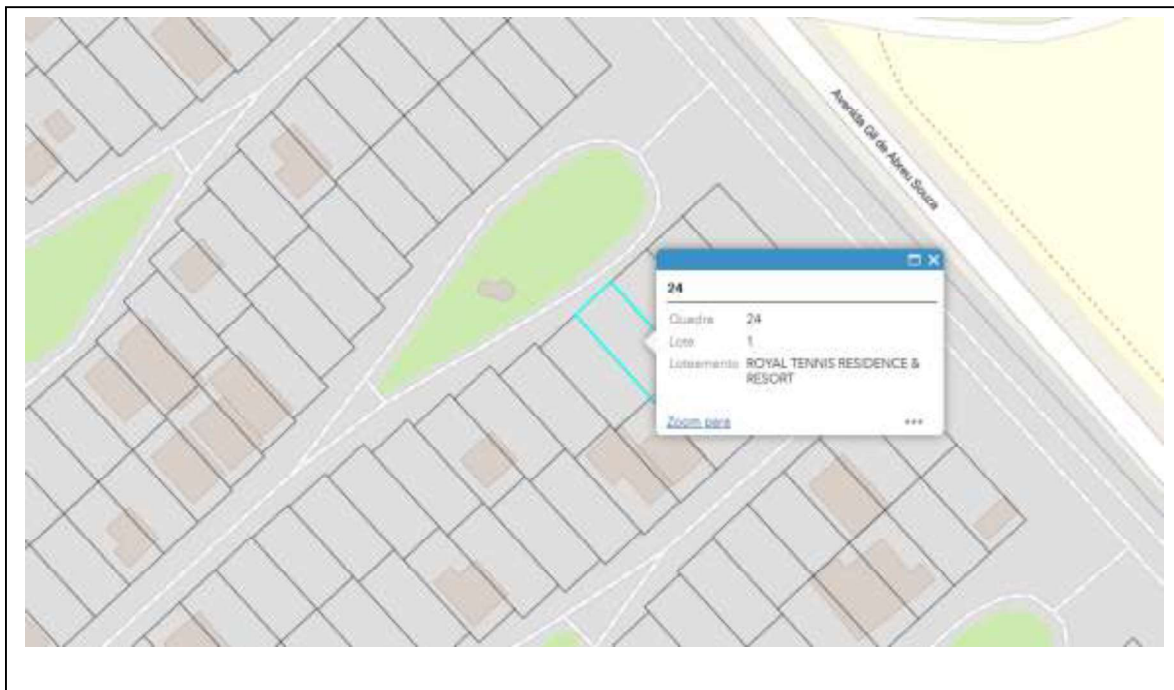 Avenida Gil de Abreu Souza
24
Quadra 24
Lote 1
Loteamento ROYAL TENNIS RESIDENCE &
RESORT
Zoom para